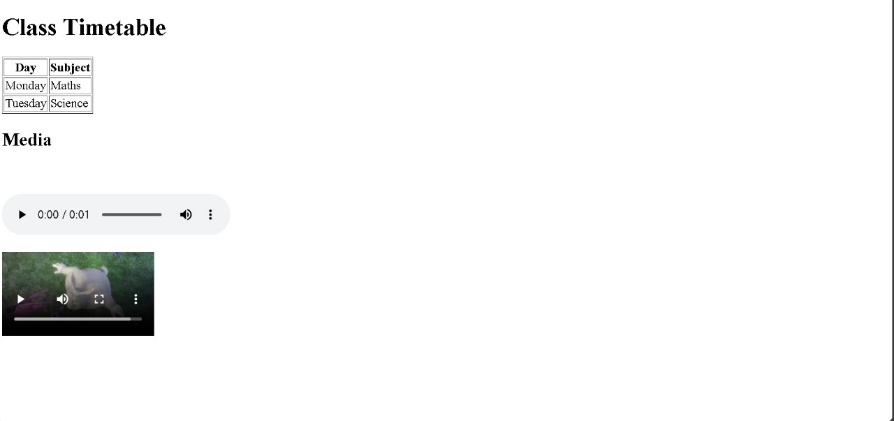 Class Timetable
Day Subject
Monday Maths
Tuesday Science
Media
0:00 / 0:01